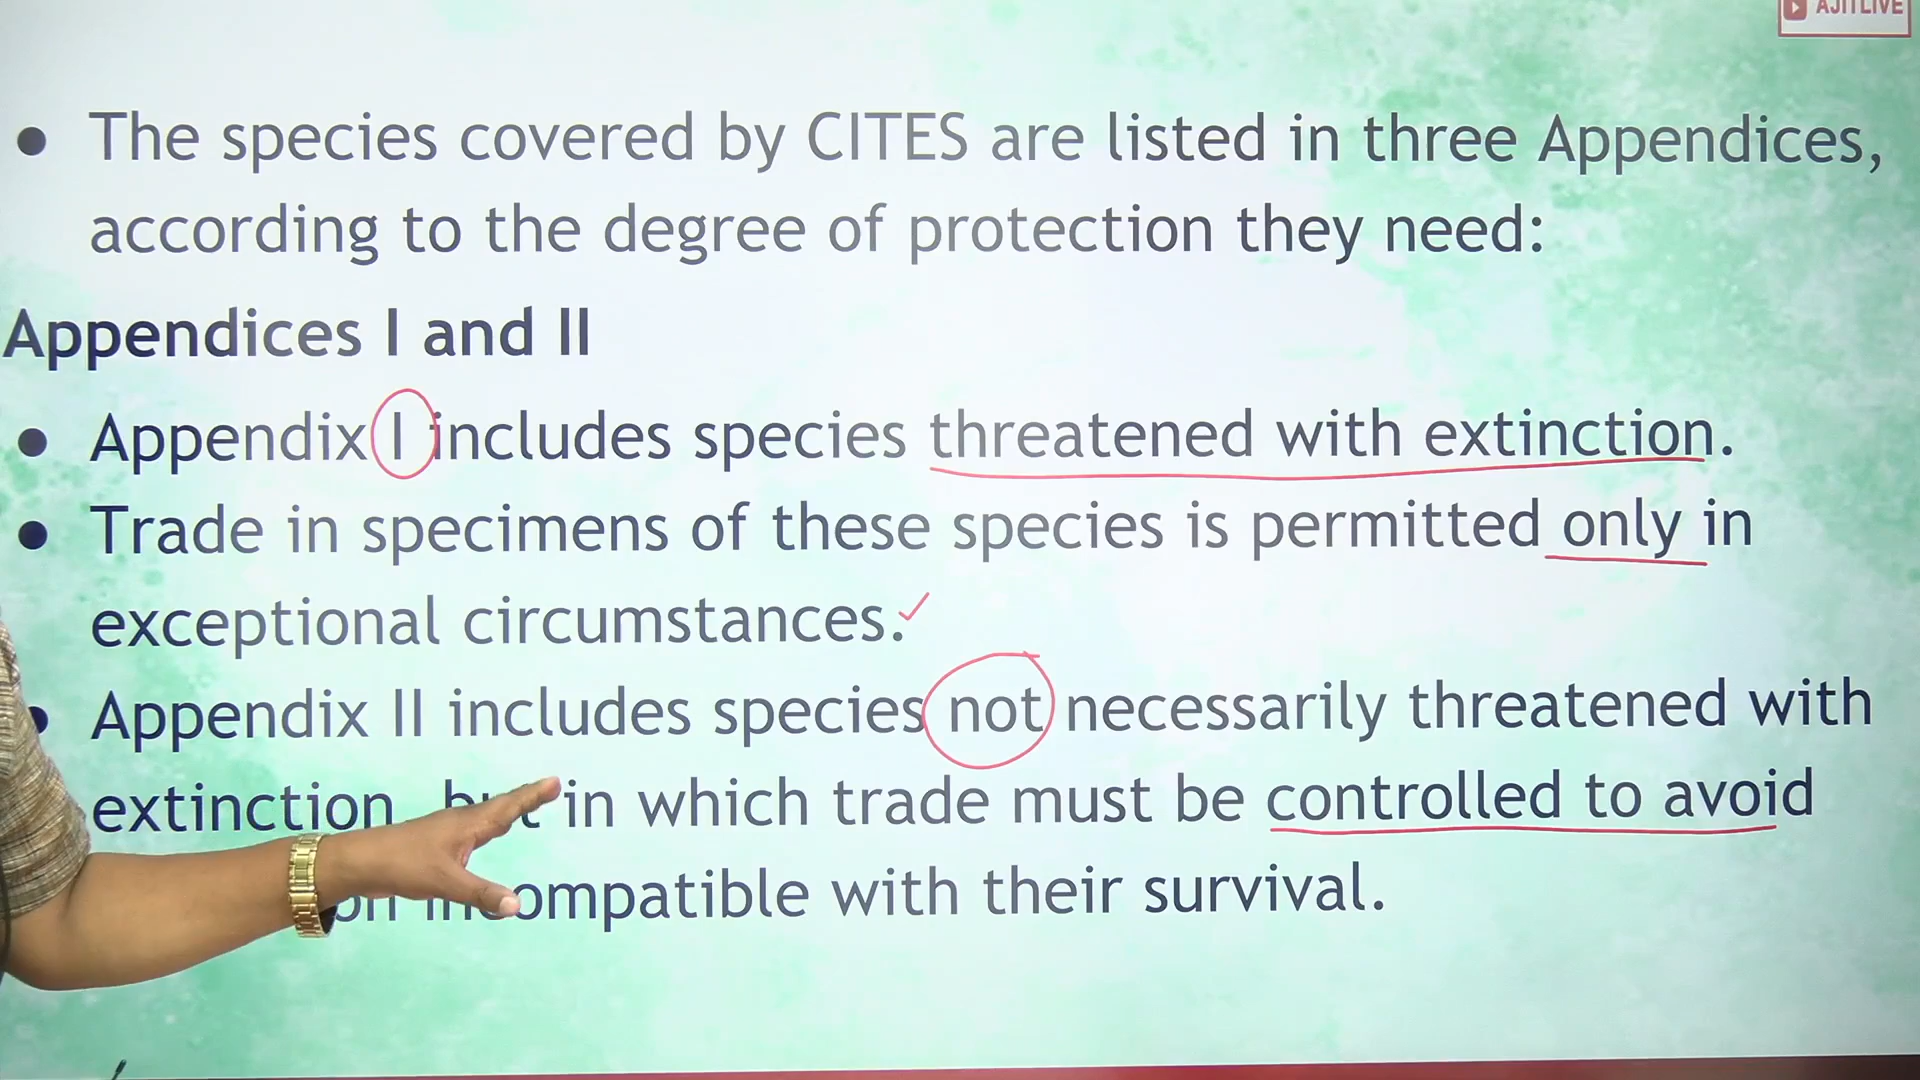 AJITLIVE
• The species covered by CITES are listed in three Appendices,
according to the degree of protection they need:
Appendices I and II
• Appendix I includes species threatened with extinction.
• Trade in specimens of these species is permitted only in
exceptional circumstances.
• Appendix II includes species not necessarily threatened with
extinction in which trade must be controlled to avoid
incompatible with their survival.